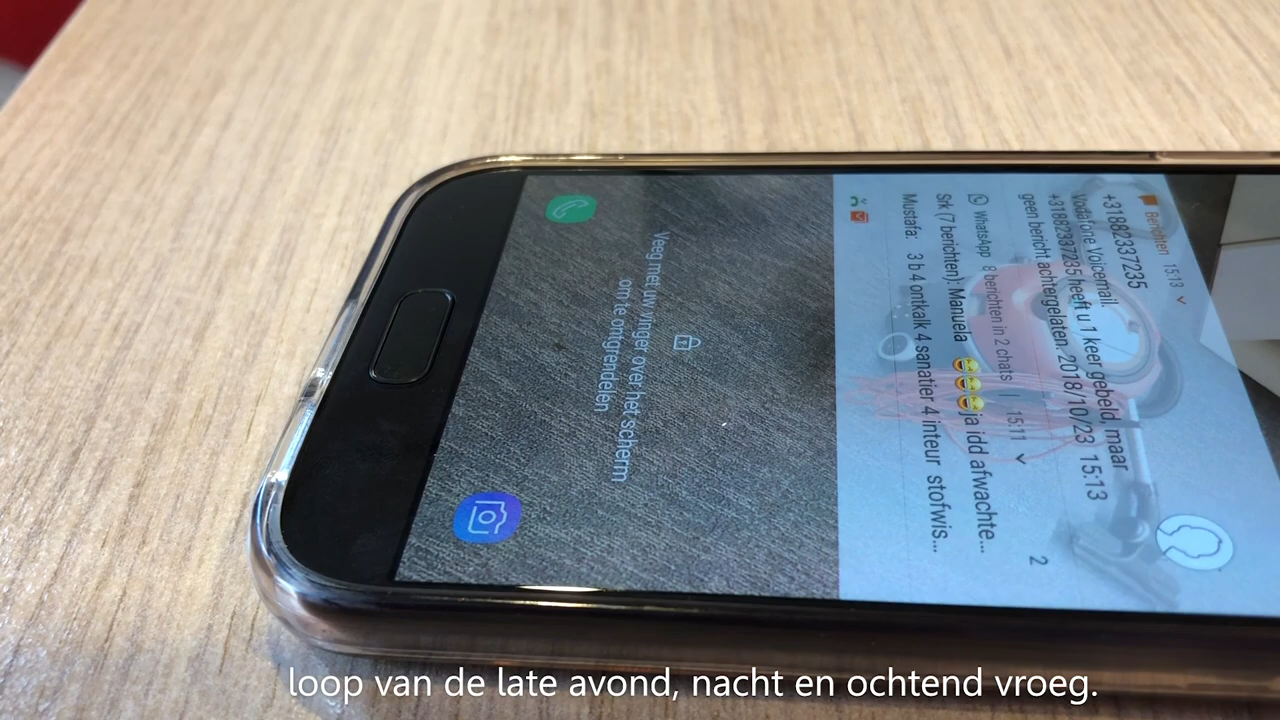 Berichten 15:13
+31882337235
Vodafone Voicemail.
+31882337235 heeft u 1 keer gebeld, maar
geen bericht achtergelaten. 2018/10/23 15:13
WhatsApp 8 berichten in 2 chats | 15:11
2
Srk (7 berichten): Manuela 😄😄😄ja idd afwachte...
Mustafa: 3 b 4 ontkalk 4 sanatier 4 inteur stofwis...
Veeg met uw vinger over het scherm
om te ontgrendelen
loop van de late avond, nacht en ochtend vroeg.